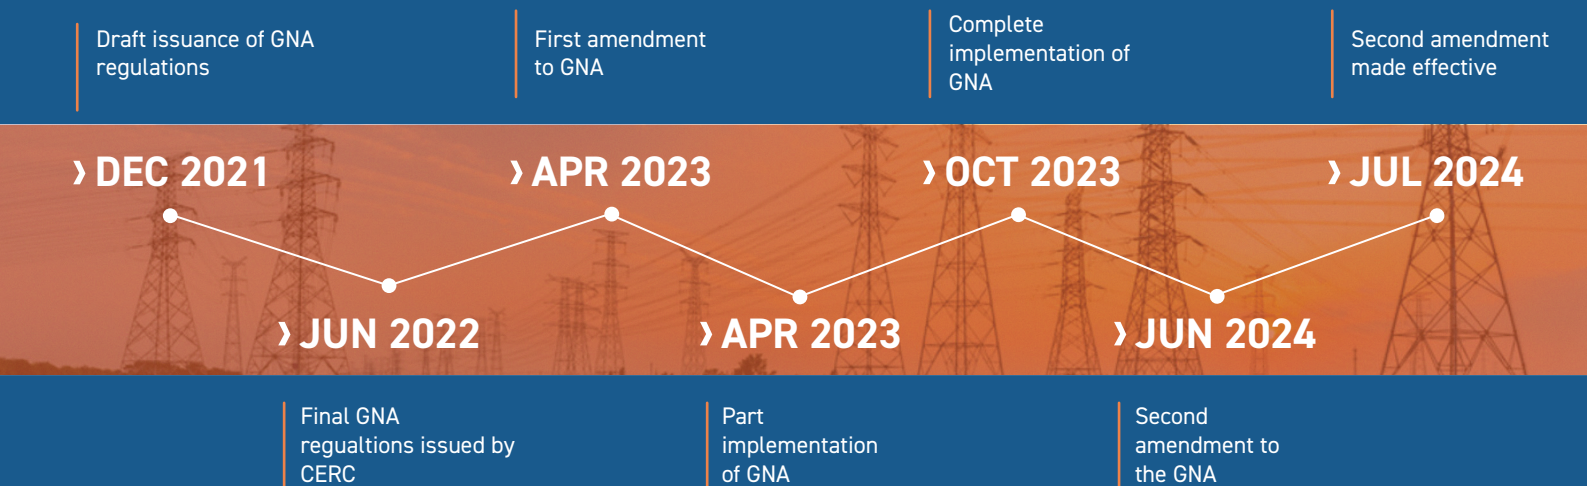 Draft issuance of GNA
regulations
First amendment
to GNA
Complete
implementation of
GNA
Second amendment
made effective
› DEC 2021
› APR 2023
› OCT 2023
› JUL 2024
› JUN 2022
› APR 2023
› JUN 2024
Final GNA
regualtions issued by
CERC
Part
implementation
of GNA
Second
amendment to
the GNA